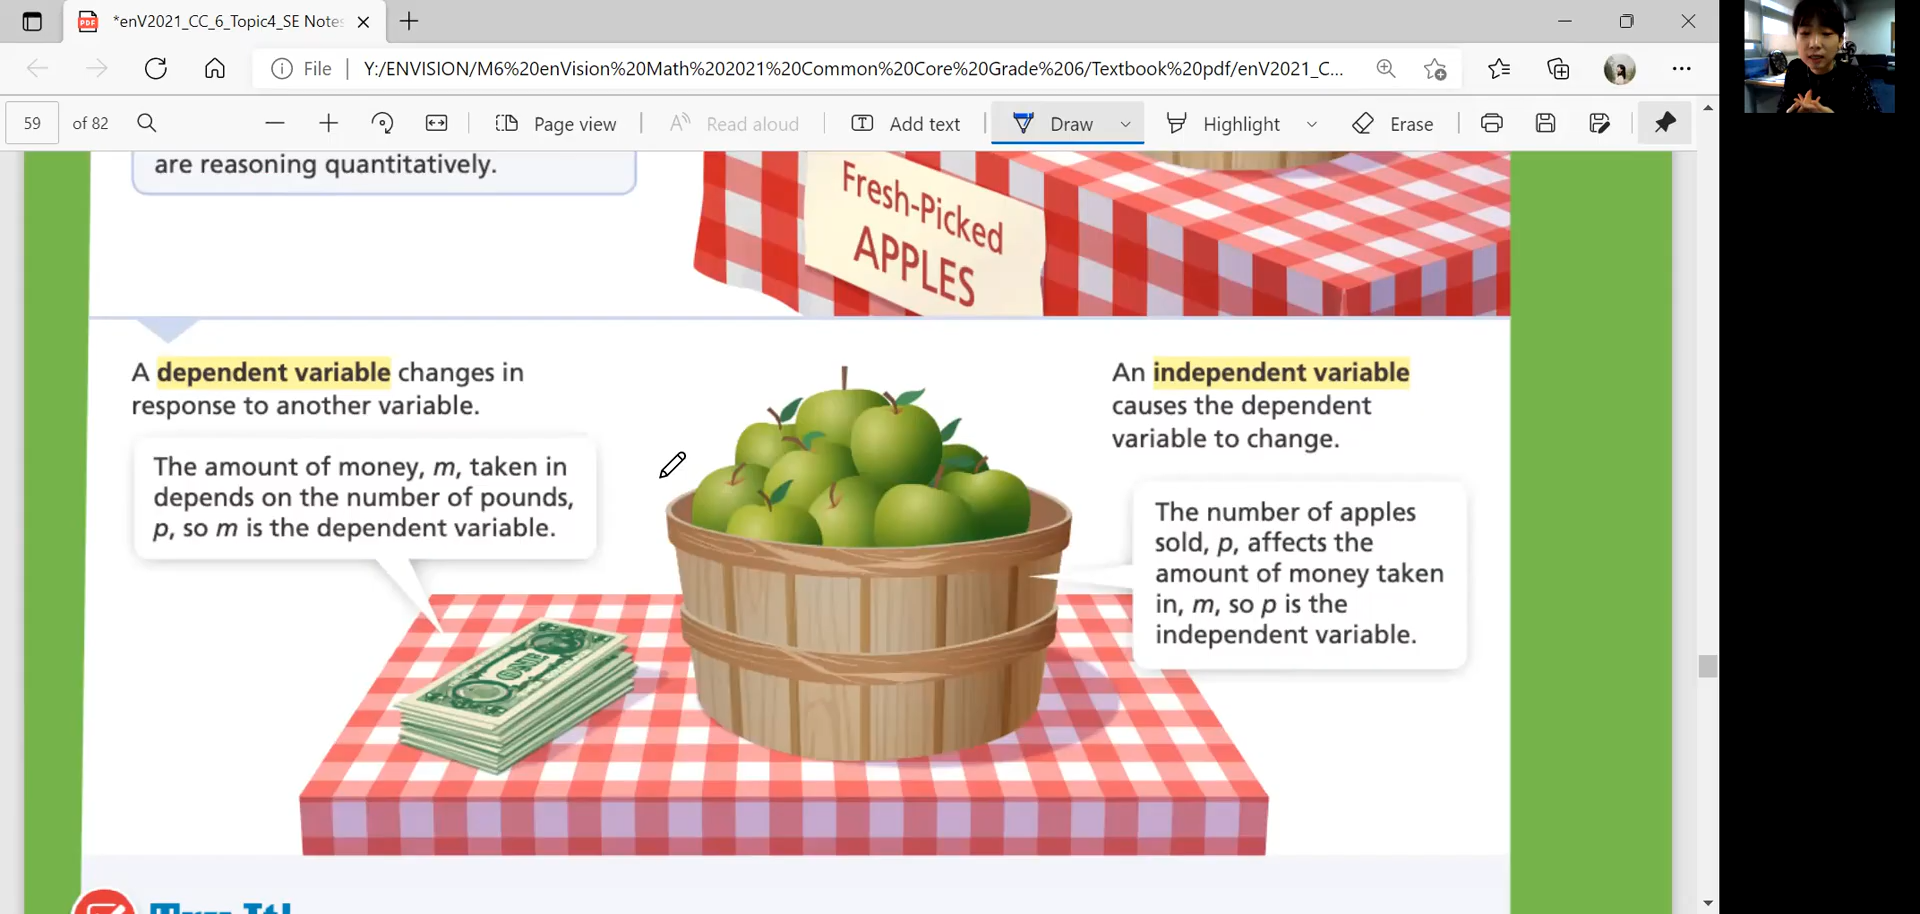 *enV2021_CC_6_Topic4_SE Notes
File
Y:/ENVISION/M6%20enVision%20Math%202021%20Common%20Core%20Grade%206/Textbook%20pdf/enV2021_C...
59 of 82
Page view
Read aloud
Add text
Draw
Highlight
Erase
are reasoning quantitatively.
Fresh-Picked
APPLES
A dependent variable changes in
response to another variable.
The amount of money, m, taken in
depends on the number of pounds,
p, so m is the dependent variable.
An independent variable
causes the dependent
variable to change.
The number of apples
sold, p, affects the
amount of money taken
in, m, so p is the
independent variable.